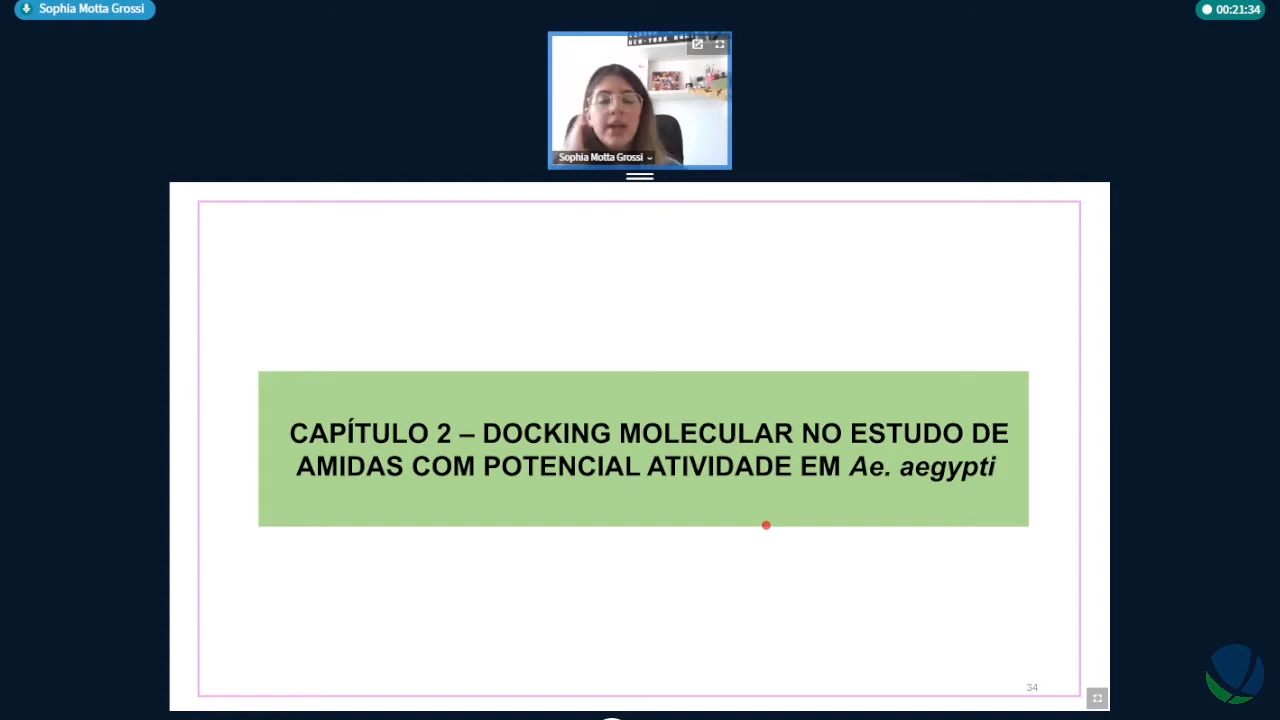 Sophia Motta Grossi
00:21:34
Sophia Motta Grossi
CAPÍTULO 2 – DOCKING MOLECULAR NO ESTUDO DE
AMIDAS COM POTENCIAL ATIVIDADE EM Ae. aegypti
34